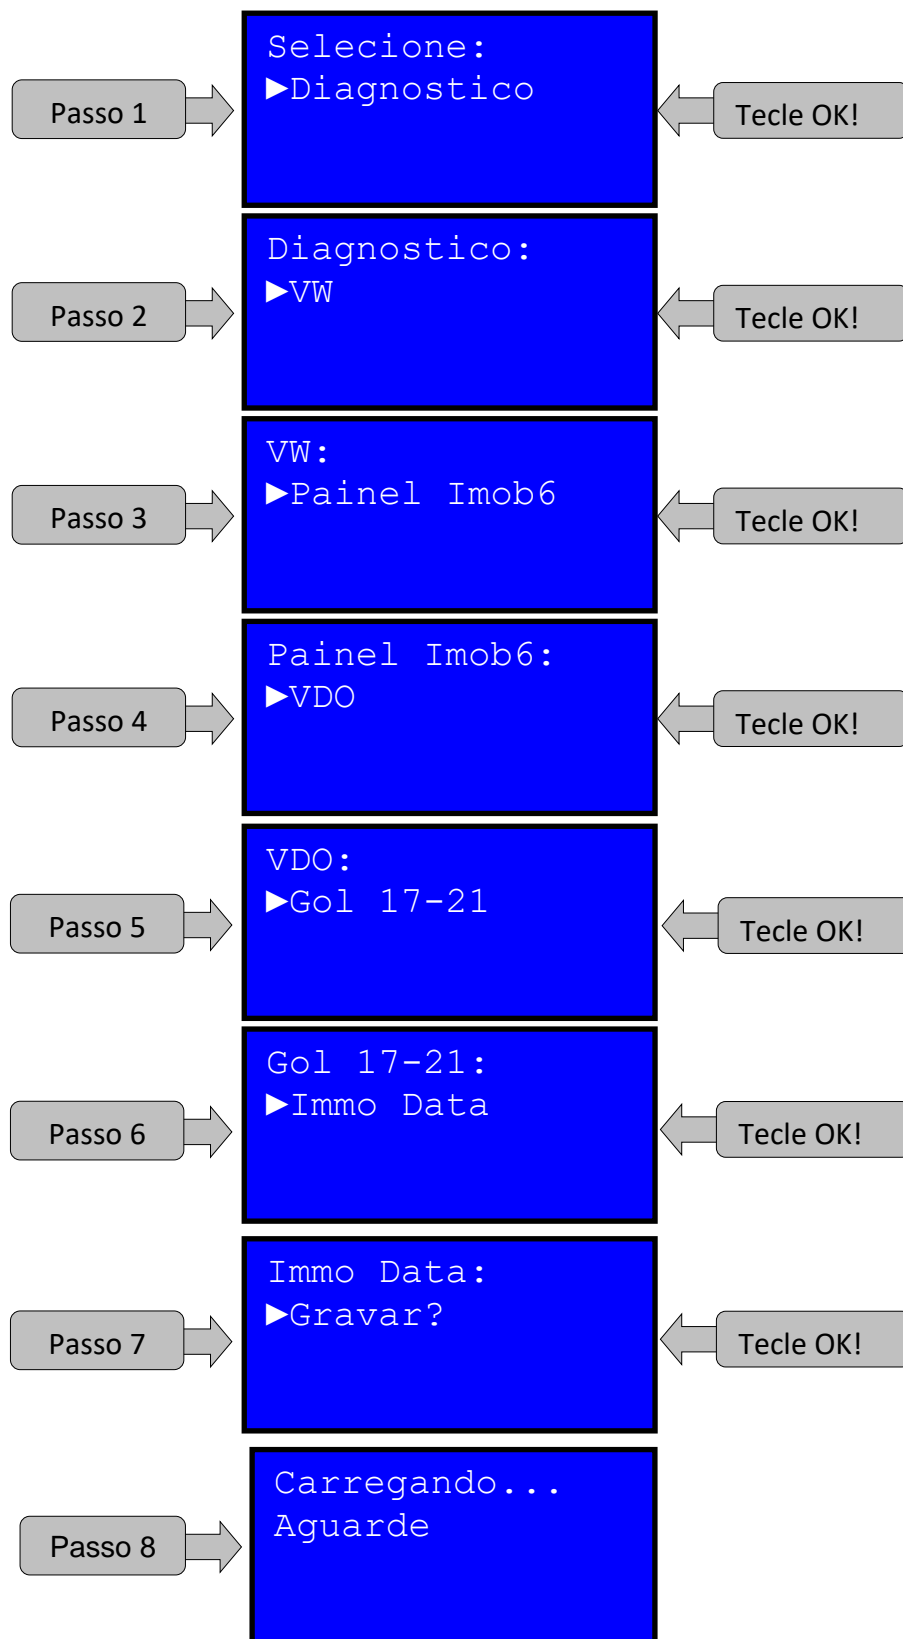 Selecione:
Passo 1
►Diagnostico
Tecle OK!
Diagnostico:
Passo 2
►VW
Tecle OK!
VW:
Passo 3
►Painel Imob6
Tecle OK!
Painel Imob6:
Passo 4
►VDO
Tecle OK!
VDO:
Passo 5
►Gol 17-21
Tecle OK!
Gol 17-21:
Passo 6
►Immo Data
Tecle OK!
Immo Data:
Passo 7
►Gravar?
Tecle OK!
Carregando...
Passo 8
Aguarde